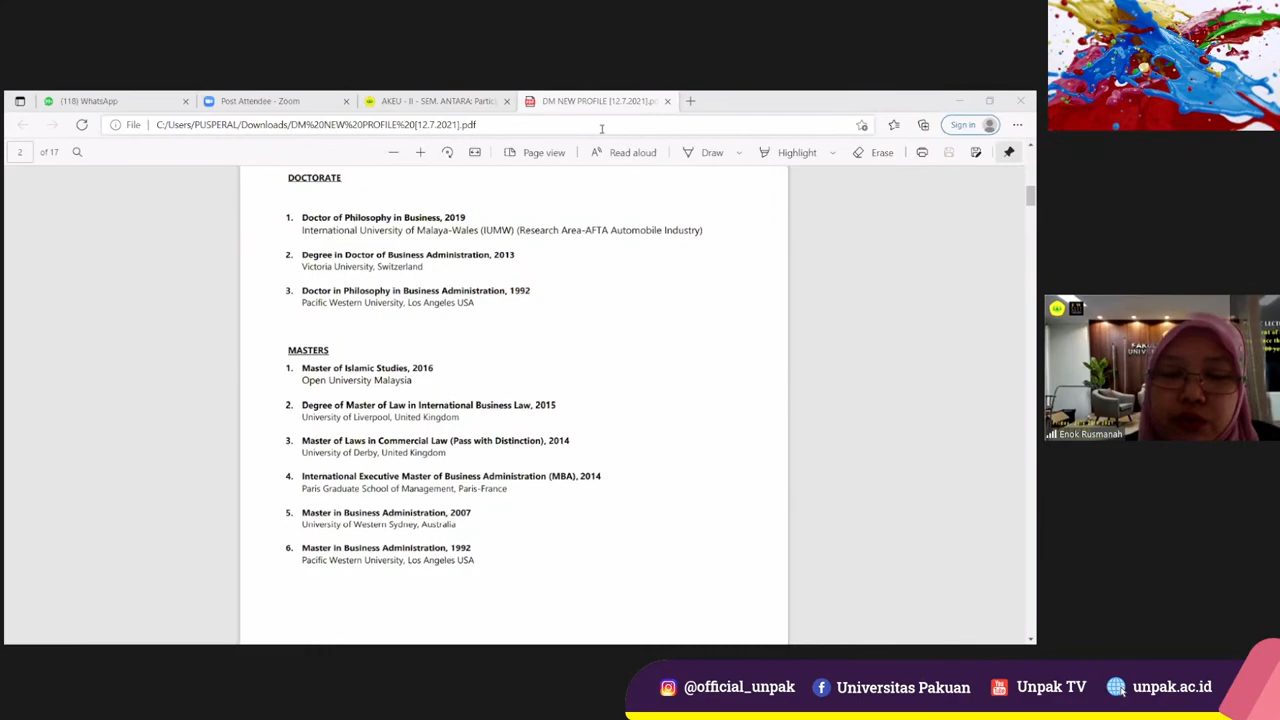 (118) WhatsApp
Post Attendee - Zoom
AKEU - II - SEM. ANTARA: Partici
DM NEW PROFILE [12.7.2021].p
File
C:/Users/PUSPERAL/Downloads/DM%20NEW%20PROFILE%20[12.7.2021].pdf
Sign in
2 of 17
Page view
Read aloud
Draw
Highlight
Erase
DOCTORATE
1. Doctor of Philosophy in Business, 2019
International University of Malaya-Wales (IUMW) (Research Area-AFTA Automobile Industry)
2. Degree in Doctor of Business Administration, 2013
Victoria University, Switzerland
3. Doctor in Philosophy in Business Administration, 1992
Pacific Western University, Los Angeles USA
MASTERS
1. Master of Islamic Studies, 2016
Open University Malaysia
2. Degree of Master of Law in International Business Law, 2015
University of Liverpool, United Kingdom
3. Master of Laws in Commercial Law (Pass with Distinction), 2014
University of Derby, United Kingdom
4. International Executive Master of Business Administration (MBA), 2014
Paris Graduate School of Management, Paris-France
5. Master in Business Administration, 2007
University of Western Sydney, Australia
6. Master in Business Administration, 1992
Pacific Western University, Los Angeles USA
Enok Rusmanah
@official_unpak
Universitas Pakuan
Unpak TV
unpak.ac.id